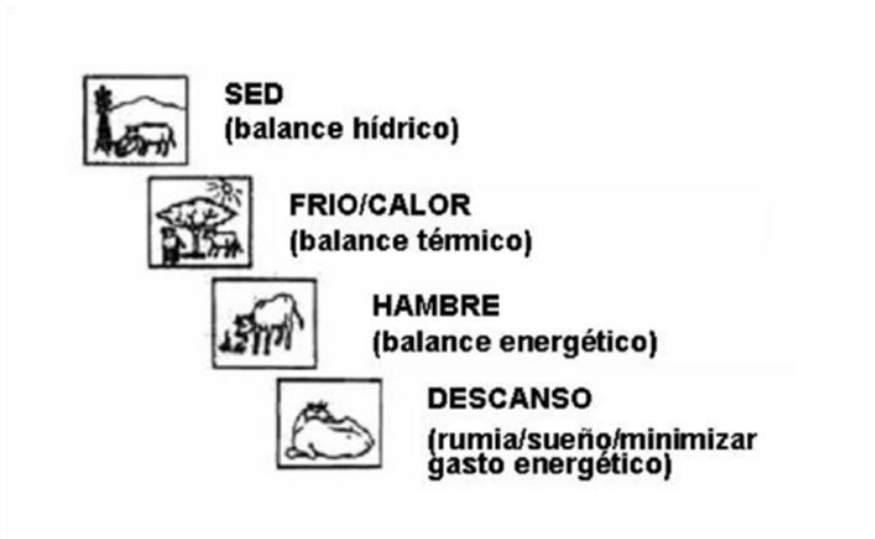 SED
(balance hídrico)
FRIO/CALOR
(balance térmico)
HAMBRE
(balance energético)
DESCANSO
(rumia/sueño/minimizar
gasto energético)